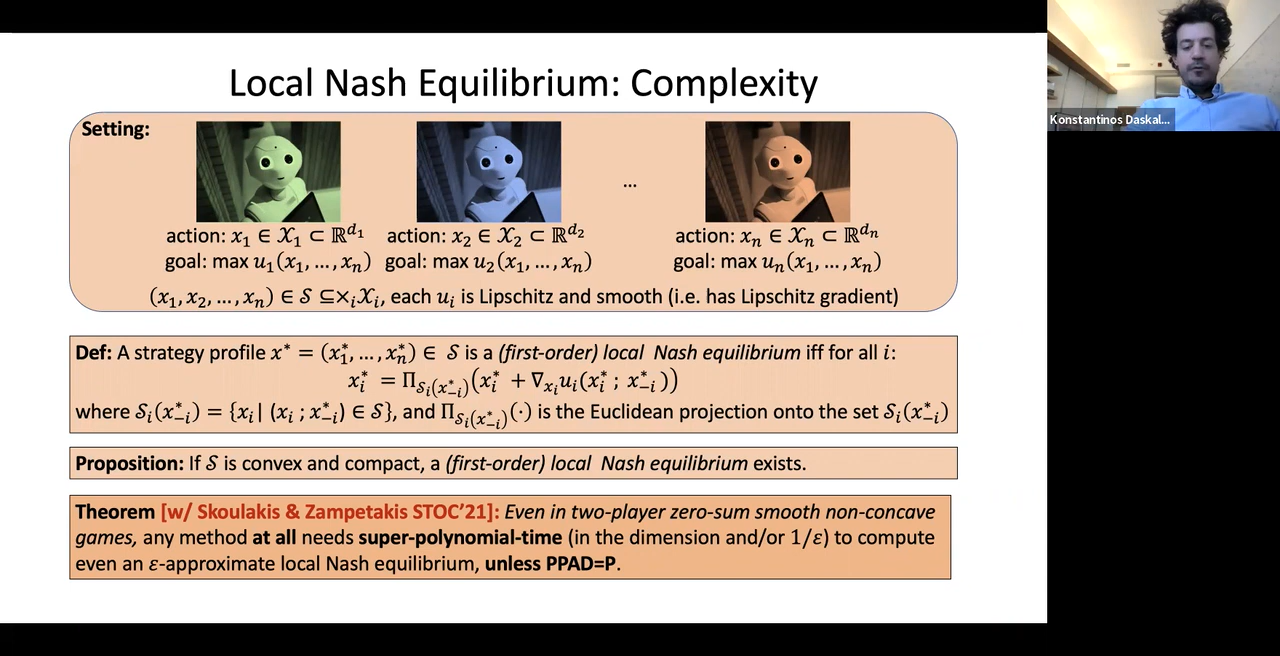 Local Nash Equilibrium: Complexity
Setting:
...
action: x₁ ∈ 𝒳₁ ⊂ ℝ^{d₁} action: x₂ ∈ 𝒳₂ ⊂ ℝ^{d₂} action: xₙ ∈ 𝒳ₙ ⊂ ℝ^{dₙ}
goal: max u₁(x₁, ..., xₙ) goal: max u₂(x₁, ..., xₙ) goal: max uₙ(x₁, ..., xₙ)
(x₁, x₂, ..., xₙ) ∈ 𝒮 ⊆×ᵢ𝒳ᵢ, each uᵢ is Lipschitz and smooth (i.e. has Lipschitz gradient)
Def: A strategy profile x* = (x₁*, ..., xₙ*) ∈ 𝒮 is a (first-order) local Nash equilibrium iff for all i:
xᵢ* = Π_{𝒮ᵢ(x₋ᵢ*)}(xᵢ* + ∇_{xᵢ}uᵢ(xᵢ* ; x₋ᵢ*))
where 𝒮ᵢ(x₋ᵢ*) = {xᵢ| (xᵢ ; x₋ᵢ*) ∈ 𝒮}, and Π_{𝒮ᵢ(x₋ᵢ*)}(·) is the Euclidean projection onto the set 𝒮ᵢ(x₋ᵢ*)
Proposition: If 𝒮 is convex and compact, a (first-order) local Nash equilibrium exists.
Theorem [w/ Skoulakis & Zampetakis STOC'21]: Even in two-player zero-sum smooth non-concave
games, any method at all needs super-polynomial-time (in the dimension and/or 1/ε) to compute
even an ε-approximate local Nash equilibrium, unless PPAD=P.
Konstantinos Daskal...